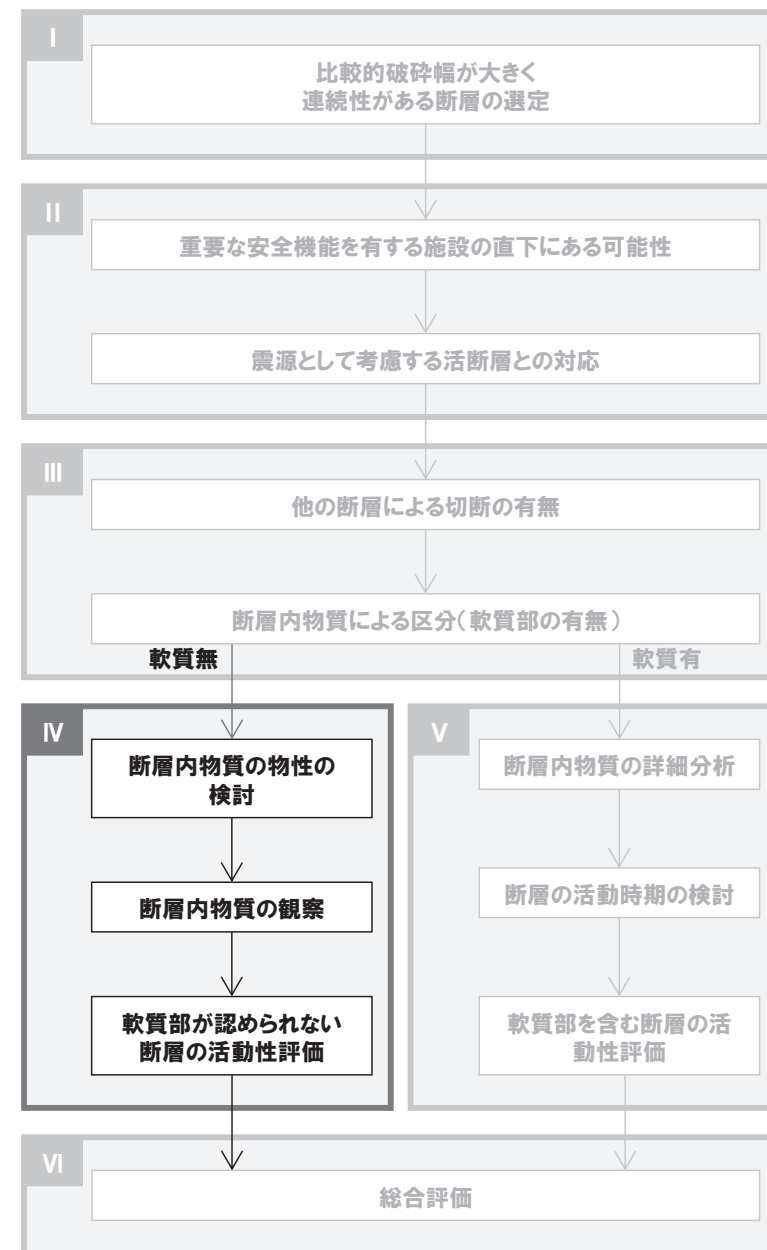 I
比較的破砕幅が大きく
連続性がある断層の選定
II
重要な安全機能を有する施設の直下にある可能性
震源として考慮する活断層との対応
III
他の断層による切断の有無
断層内物質による区分(軟質部の有無)
軟質無
軟質有
IV
断層内物質の物性の
検討
断層内物質の観察
軟質部が認められない
断層の活動性評価
V
断層内物質の詳細分析
断層の活動時期の検討
軟質部を含む断層の活
動性評価
VI
総合評価